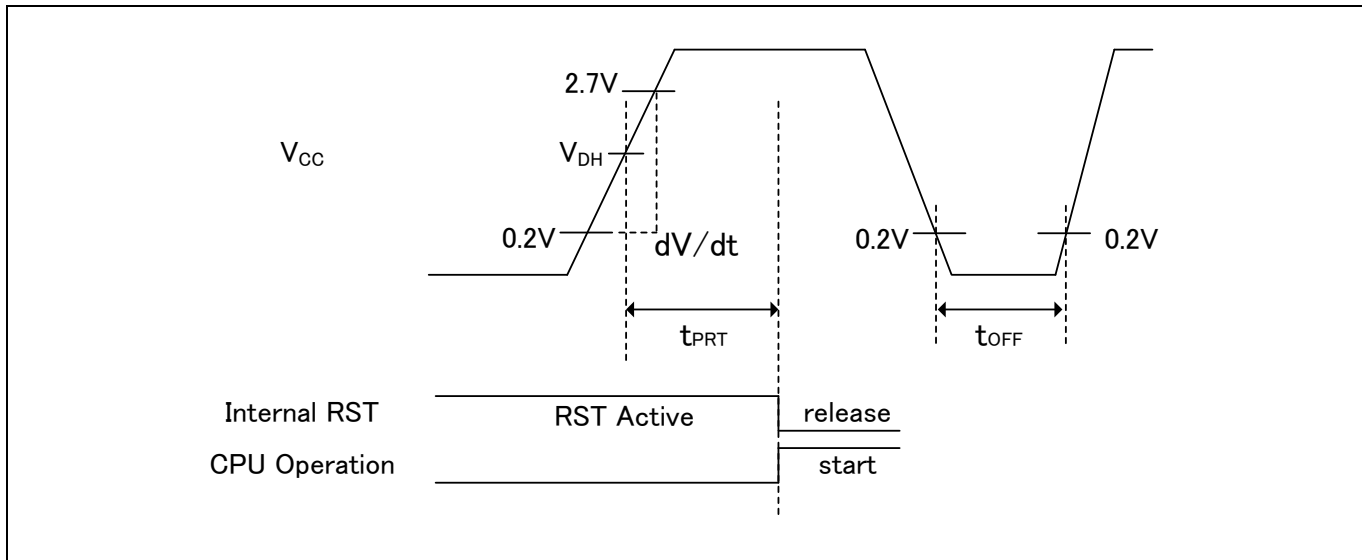 2.7V
VCC
VDH
0.2V
dV/dt
0.2V
0.2V
tPRT
tOFF
Internal RST
RST Active
release
CPU Operation
start